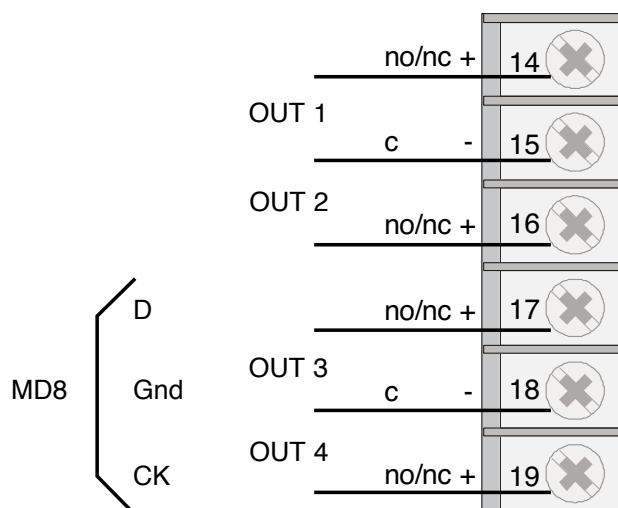 no/nc + 14
OUT 1
c - 15
OUT 2
no/nc + 16
D no/nc + 17
OUT 3
MD8 Gnd c - 18
OUT 4
CK no/nc + 19